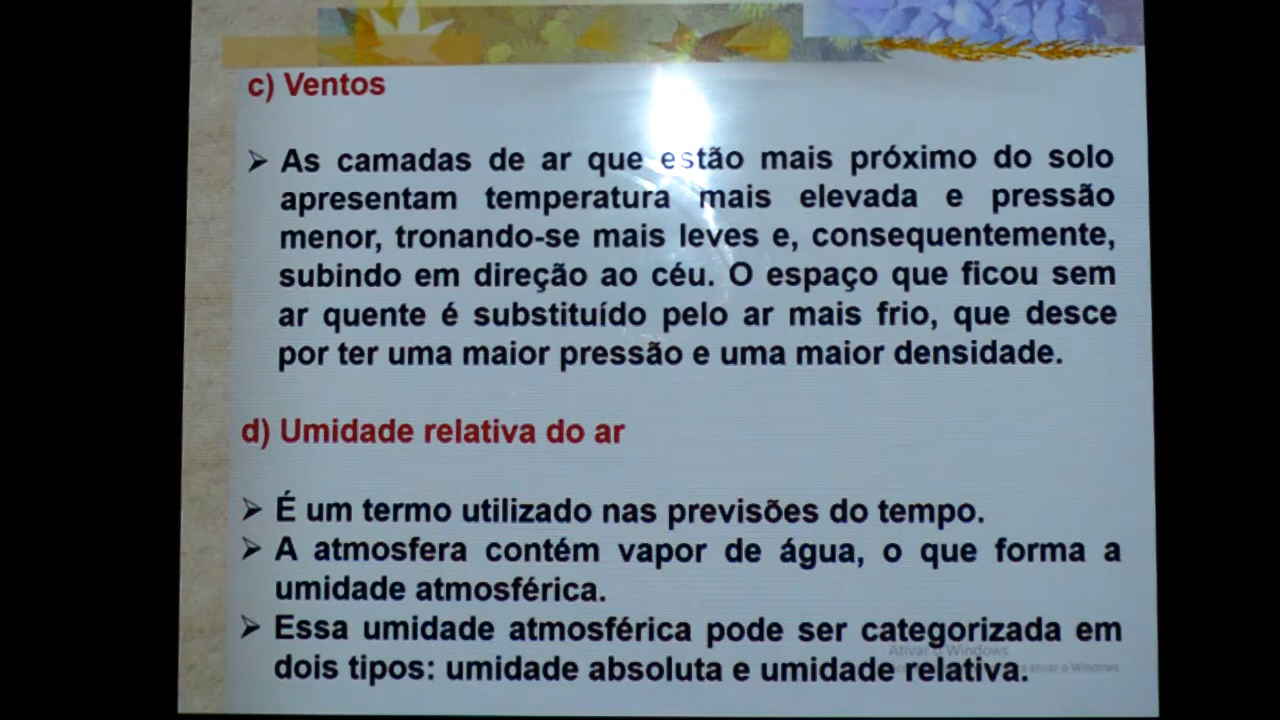 c) Ventos
➢ As camadas de ar que estão mais próximo do solo
apresentam temperatura mais elevada e pressão
menor, tronando-se mais leves e, consequentemente,
subindo em direção ao céu. O espaço que ficou sem
ar quente é substituído pelo ar mais frio, que desce
por ter uma maior pressão e uma maior densidade.
d) Umidade relativa do ar
➢ É um termo utilizado nas previsões do tempo.
➢ A atmosfera contém vapor de água, o que forma a
umidade atmosférica.
➢ Essa umidade atmosférica pode ser categorizada em
dois tipos: umidade absoluta e umidade relativa.
Ativar o Windows
ativar o Windows.